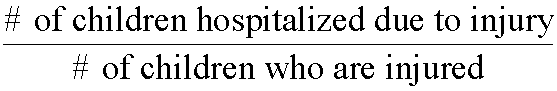 # of children hospitalized due to injury
# of children who are injured